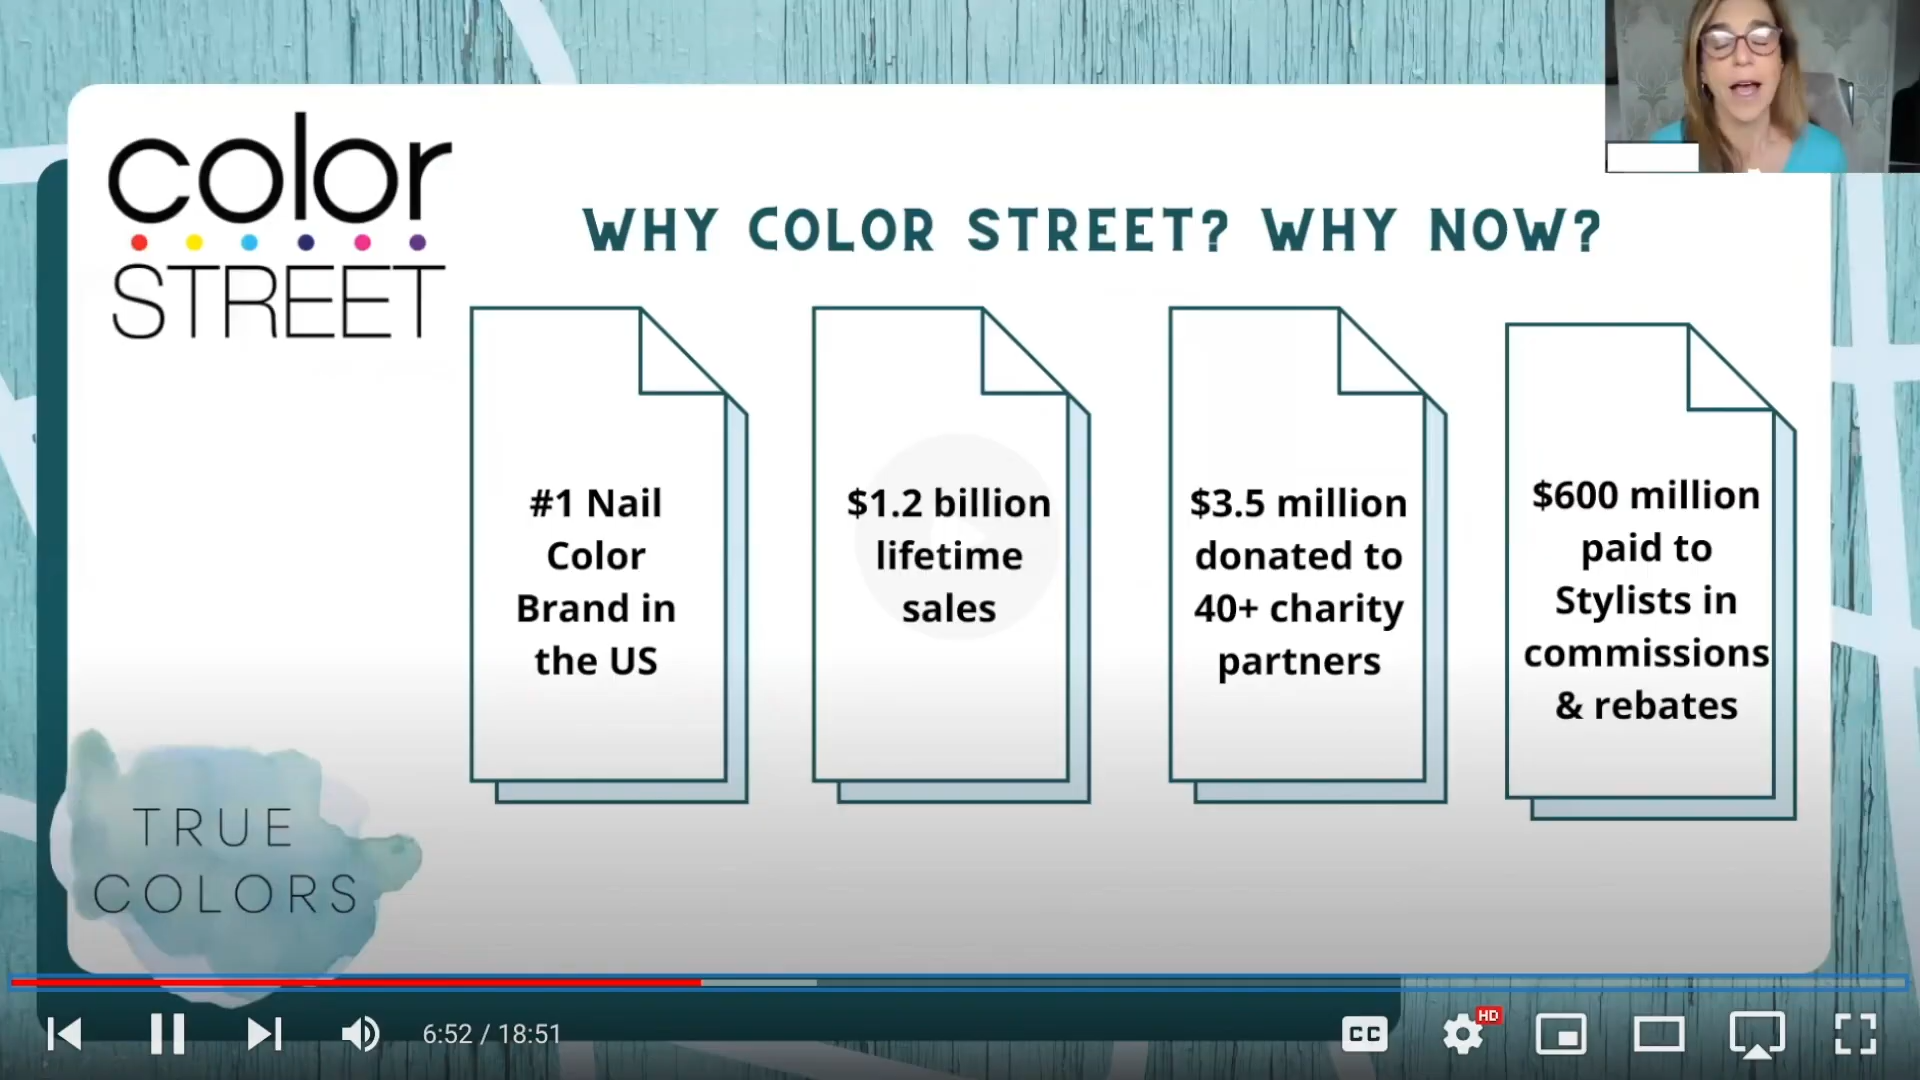 color
STREET
WHY COLOR STREET? WHY NOW?
#1 Nail
Color
Brand in
the US
$1.2 billion
lifetime
sales
$3.5 million
donated to
40+ charity
partners
$600 million
paid to
Stylists in
commissions
& rebates
TRUE
COLORS
6:52 / 18:51
CC
HD